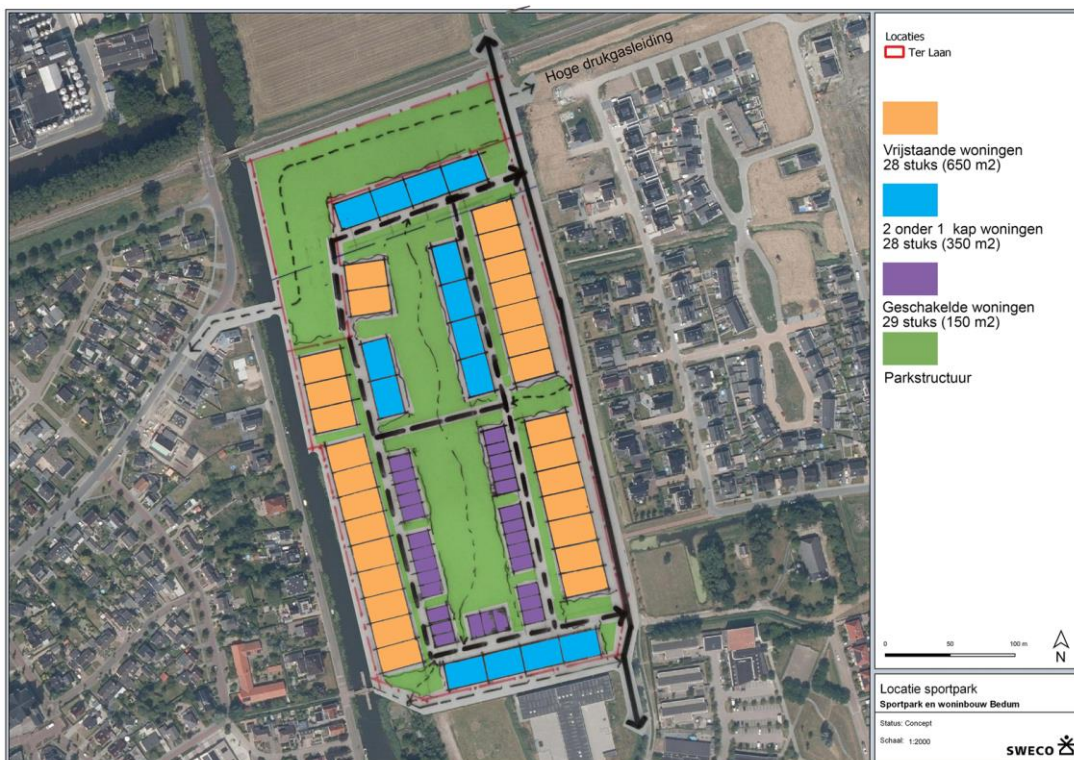 Hoge drukgasleiding
Locaties
Ter Laan
Vrijstaande woningen
28 stuks (650 m2)
2 onder 1 kap woningen
28 stuks (350 m2)
Geschakelde woningen
29 stuks (150 m2)
Parkstructuur
0 50 100 m
N
Locatie sportpark
Sportpark en woninbouw Bedum
Status: Concept
Schaal: 1:2000
SWECO